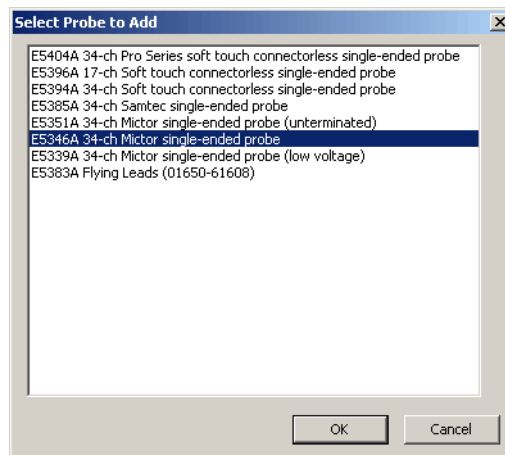 Select Probe to Add
E5404A 34-ch Pro Series soft touch connectorless single-ended probe
E5396A 17-ch Soft touch connectorless single-ended probe
E5394A 34-ch Soft touch connectorless single-ended probe
E5385A 34-ch Samtec single-ended probe
E5351A 34-ch Mictor single-ended probe (unterminated)
E5346A 34-ch Mictor single-ended probe
E5339A 34-ch Mictor single-ended probe (low voltage)
E5383A Flying Leads (01650-61608)
OK Cancel